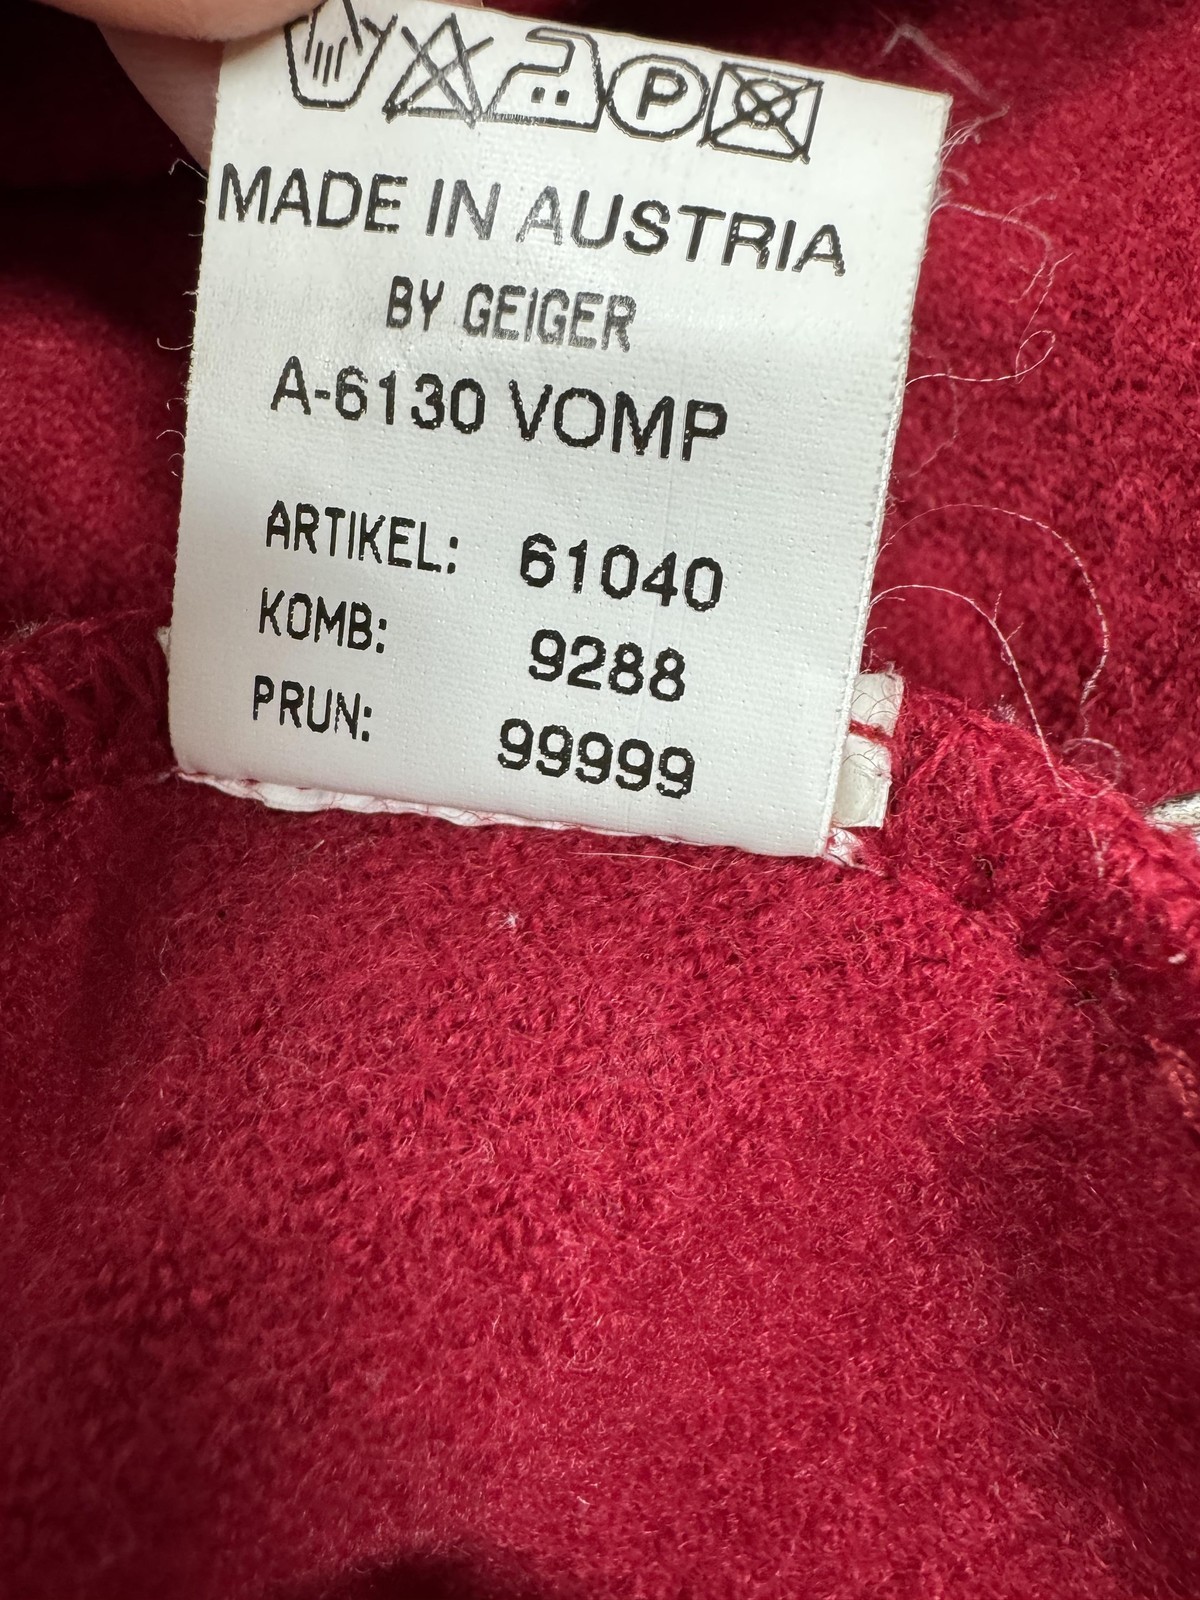 P
MADE IN AUSTRIA
BY GEIGER
A-6130 VOMP
ARTIKEL: 61040
KOMB: 9288
PRUN: 99999